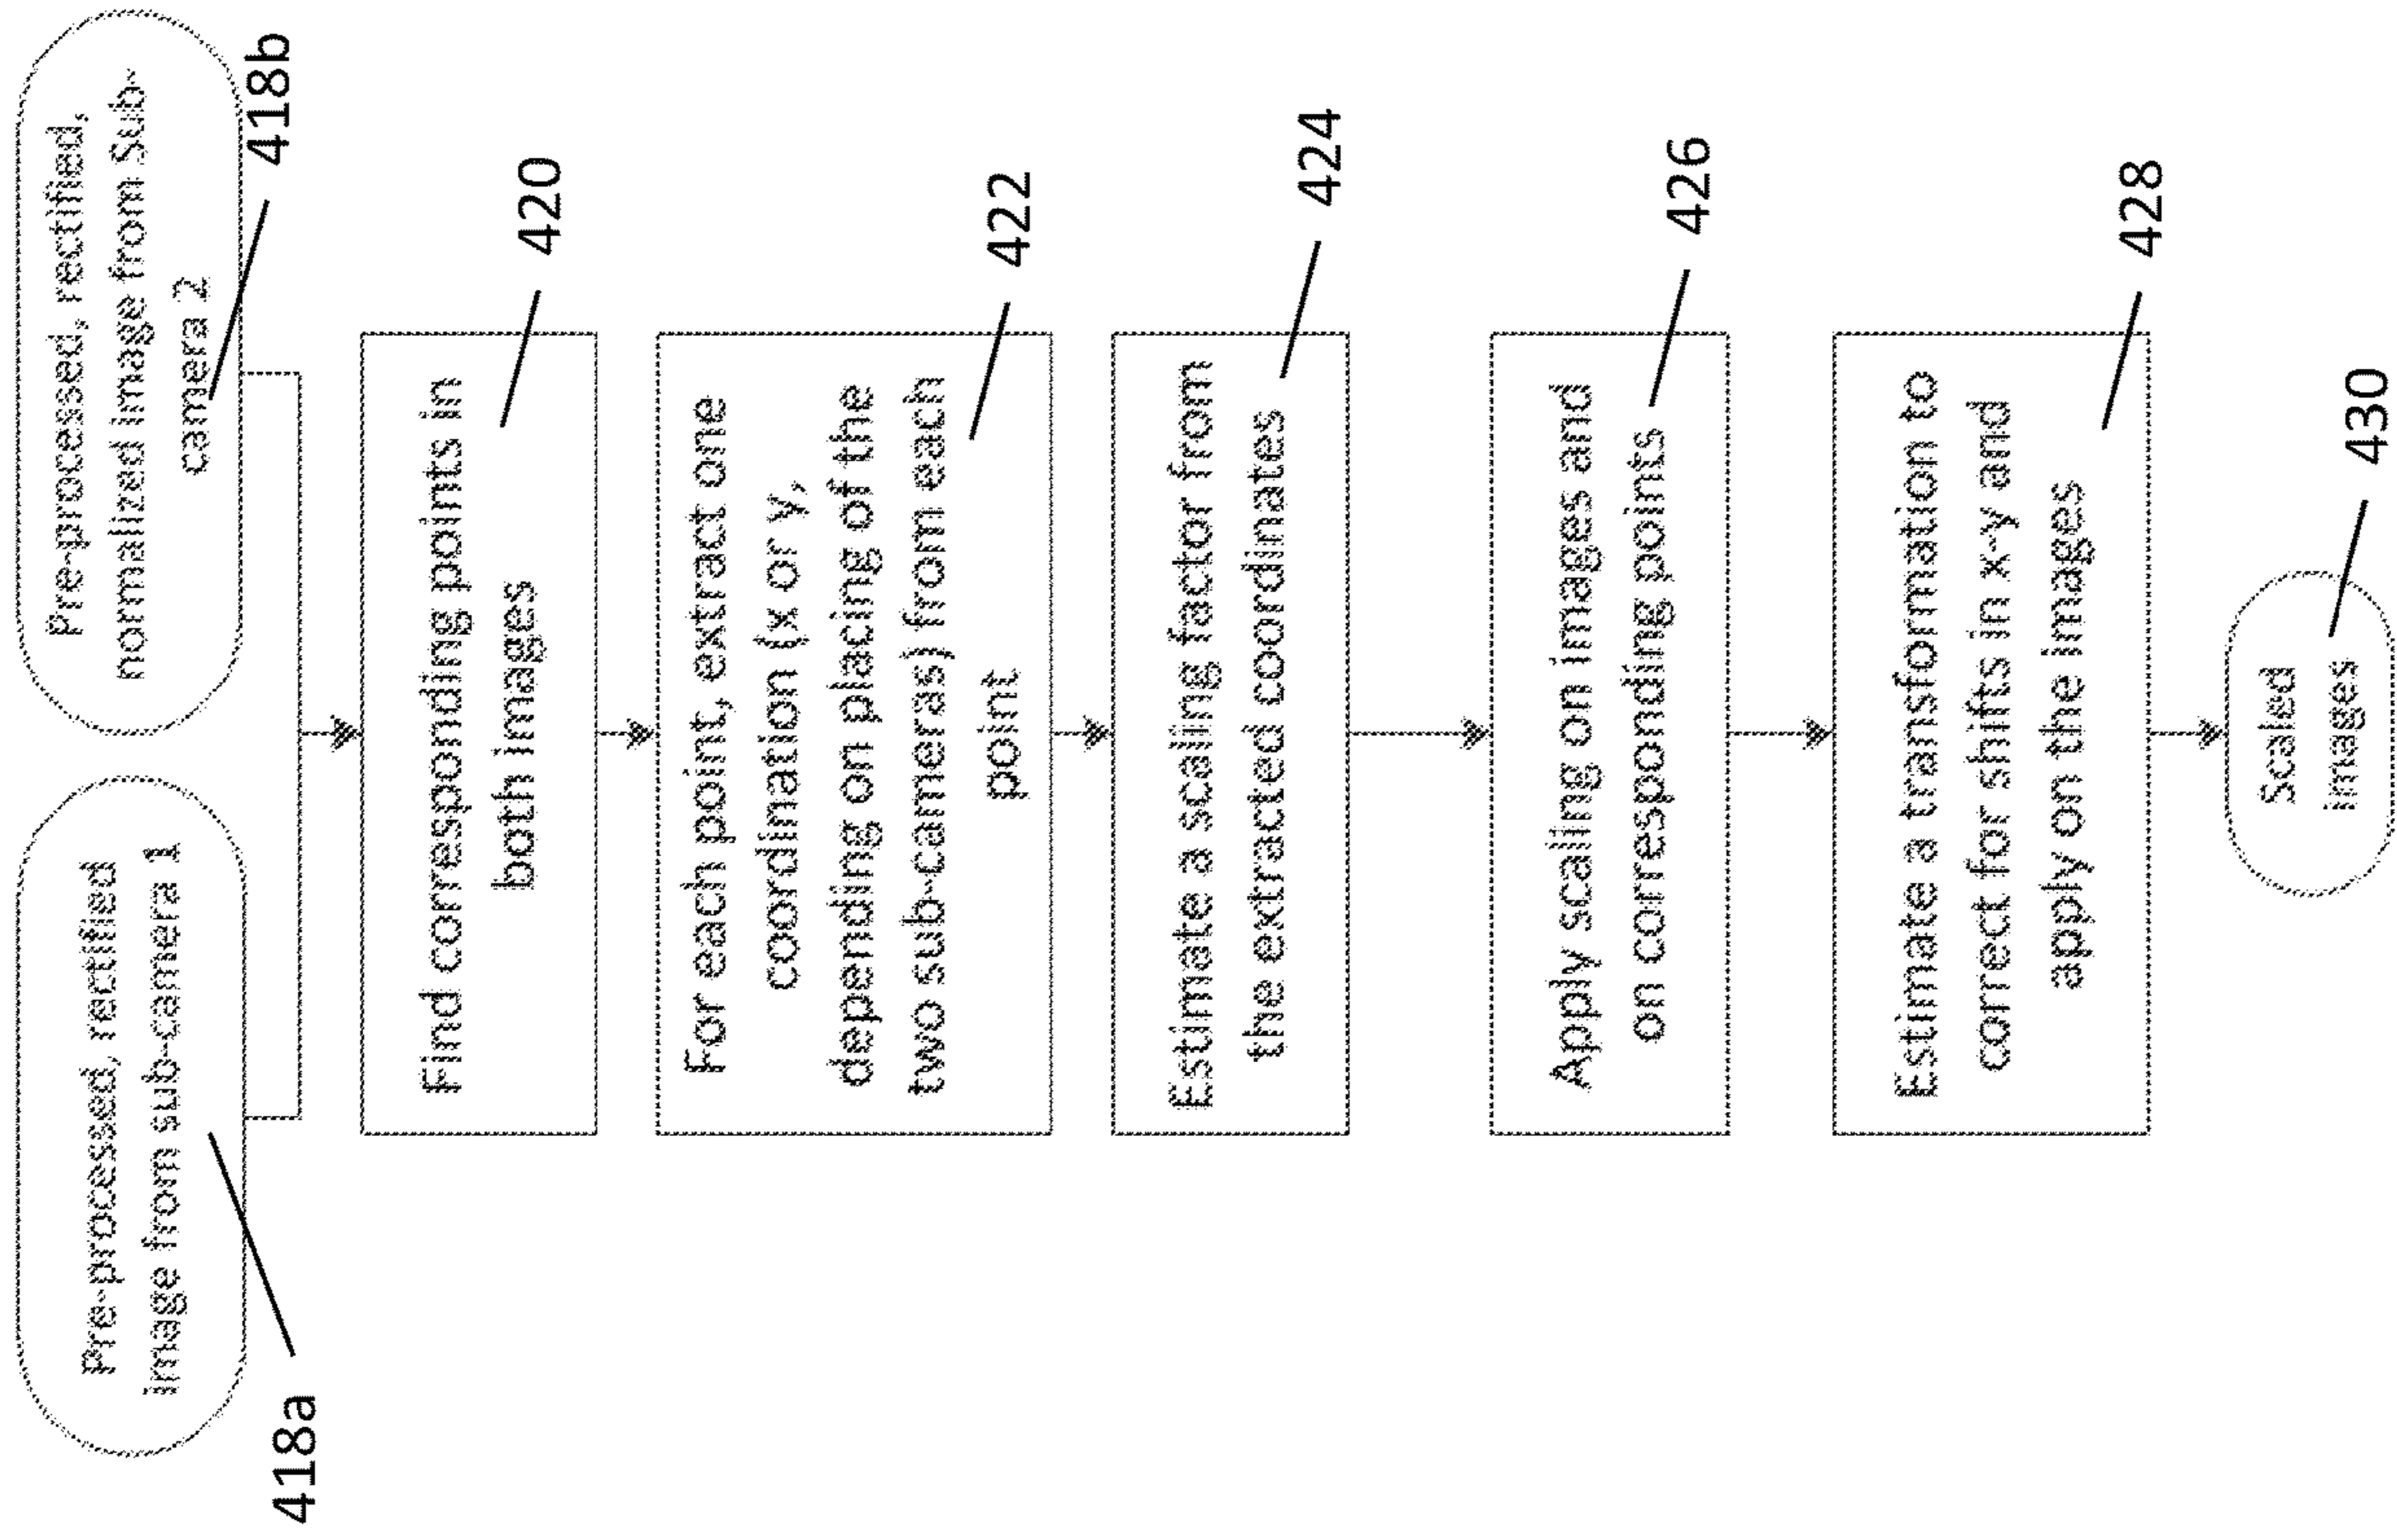 Pre-processed, rectified
image from sub-camera 1
418a
Pre-processed, rectified,
normalized image from Sub-
camera 2
418b
Find corresponding points in
both images
420
For each point, extract one
coordination (x or y,
depending on placing of the
two sub-cameras) from each
point
422
Estimate a scaling factor from
the extracted coordinates
424
Apply scaling on images and
on corresponding points
426
Estimate a transformation to
correct for shifts in x-y and
apply on the images
428
Scaled
images
430